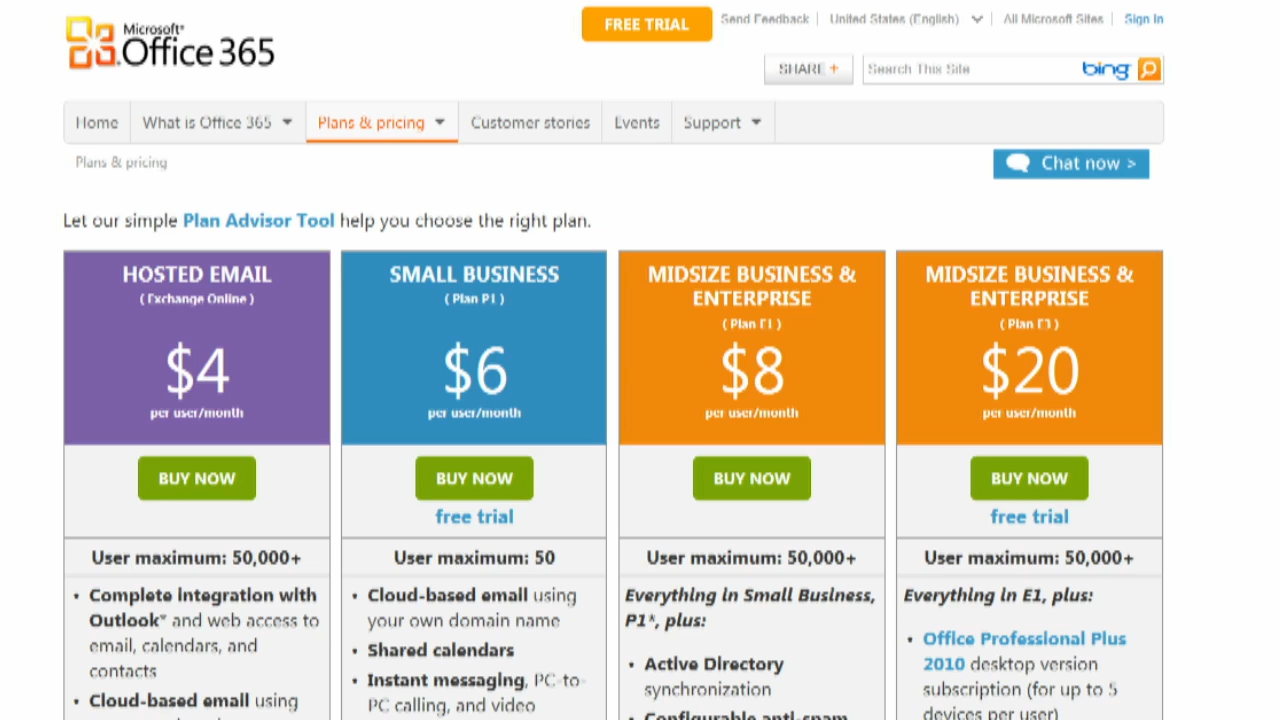 Microsoft®
Office 365
FREE TRIAL
Send Feedback
United States (English)
All Microsoft Sites
Sign In
SHARE +
Search This Site
bing
Home
What is Office 365
Plans & pricing
Customer stories
Events
Support
Plans & pricing
Chat now >
Let our simple Plan Advisor Tool help you choose the right plan.
HOSTED EMAIL
( Exchange Online )
$4
per user/month
BUY NOW
User maximum: 50,000+
• Complete integration with
Outlook® and web access to
email, calendars, and
contacts
• Cloud-based email using
SMALL BUSINESS
( Plan P1 )
$6
per user/month
BUY NOW
free trial
User maximum: 50
• Cloud-based email using
your own domain name
• Shared calendars
• Instant messaging, PC-to-
PC calling, and video
MIDSIZE BUSINESS &
ENTERPRISE
( Plan E1 )
$8
per user/month
BUY NOW
User maximum: 50,000+
Everything in Small Business,
P1*, plus:
• Active Directory
synchronization
• Configurable anti-spam
MIDSIZE BUSINESS &
ENTERPRISE
( Plan E3 )
$20
per user/month
BUY NOW
free trial
User maximum: 50,000+
Everything in E1, plus:
• Office Professional Plus
2010 desktop version
subscription (for up to 5
devices per user)